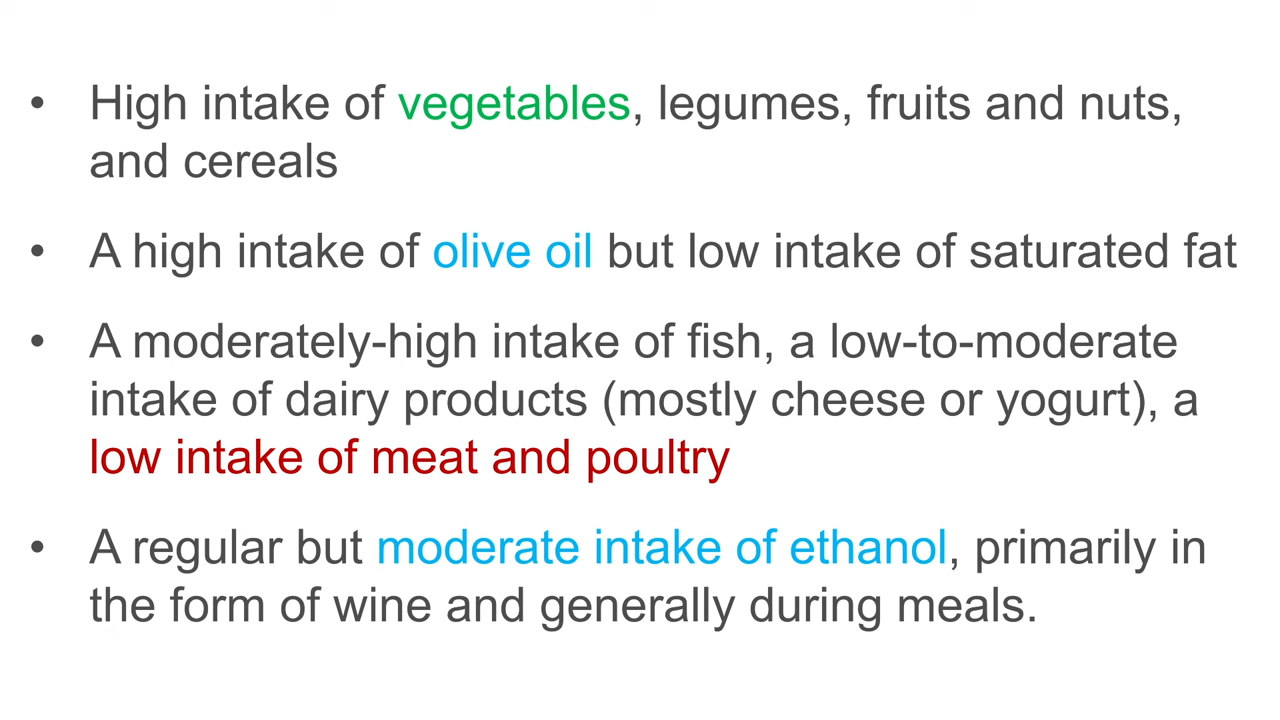 • High intake of vegetables, legumes, fruits and nuts,
and cereals
• A high intake of olive oil but low intake of saturated fat
• A moderately-high intake of fish, a low-to-moderate
intake of dairy products (mostly cheese or yogurt), a
low intake of meat and poultry
• A regular but moderate intake of ethanol, primarily in
the form of wine and generally during meals.